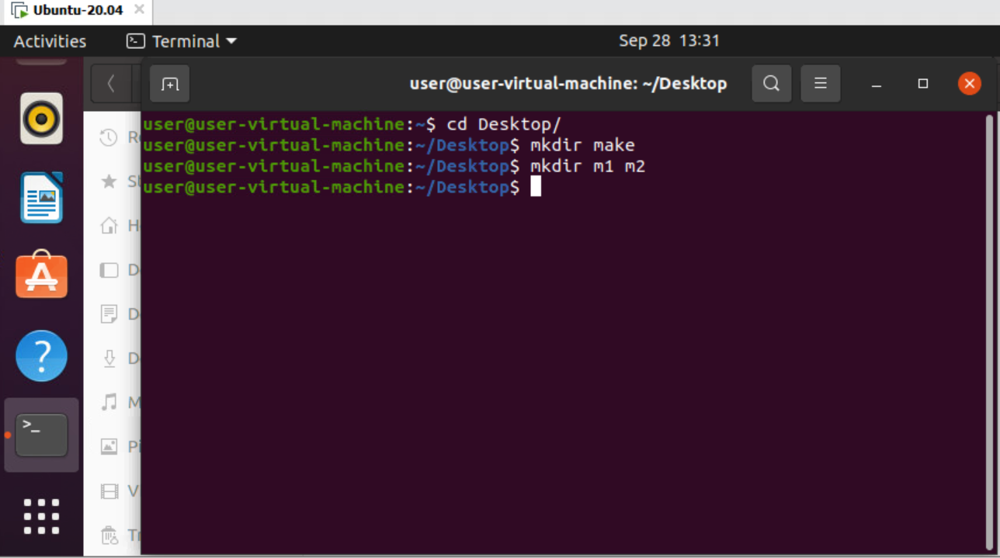 Ubuntu-20.04
Activities Terminal Sep 28 13:31
user@user-virtual-machine: ~/Desktop
user@user-virtual-machine:~$ cd Desktop/
user@user-virtual-machine:~/Desktop$ mkdir make
user@user-virtual-machine:~/Desktop$ mkdir m1 m2
user@user-virtual-machine:~/Desktop$